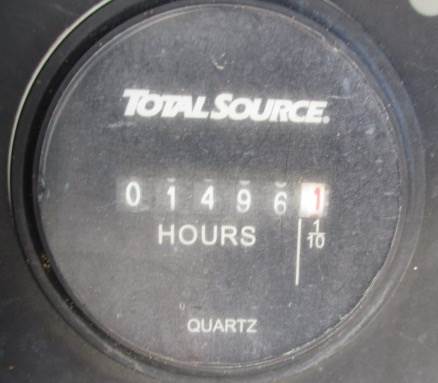 TOTALSOURCE.
0 1 4 9 6 1
HOURS 1/10
QUARTZ